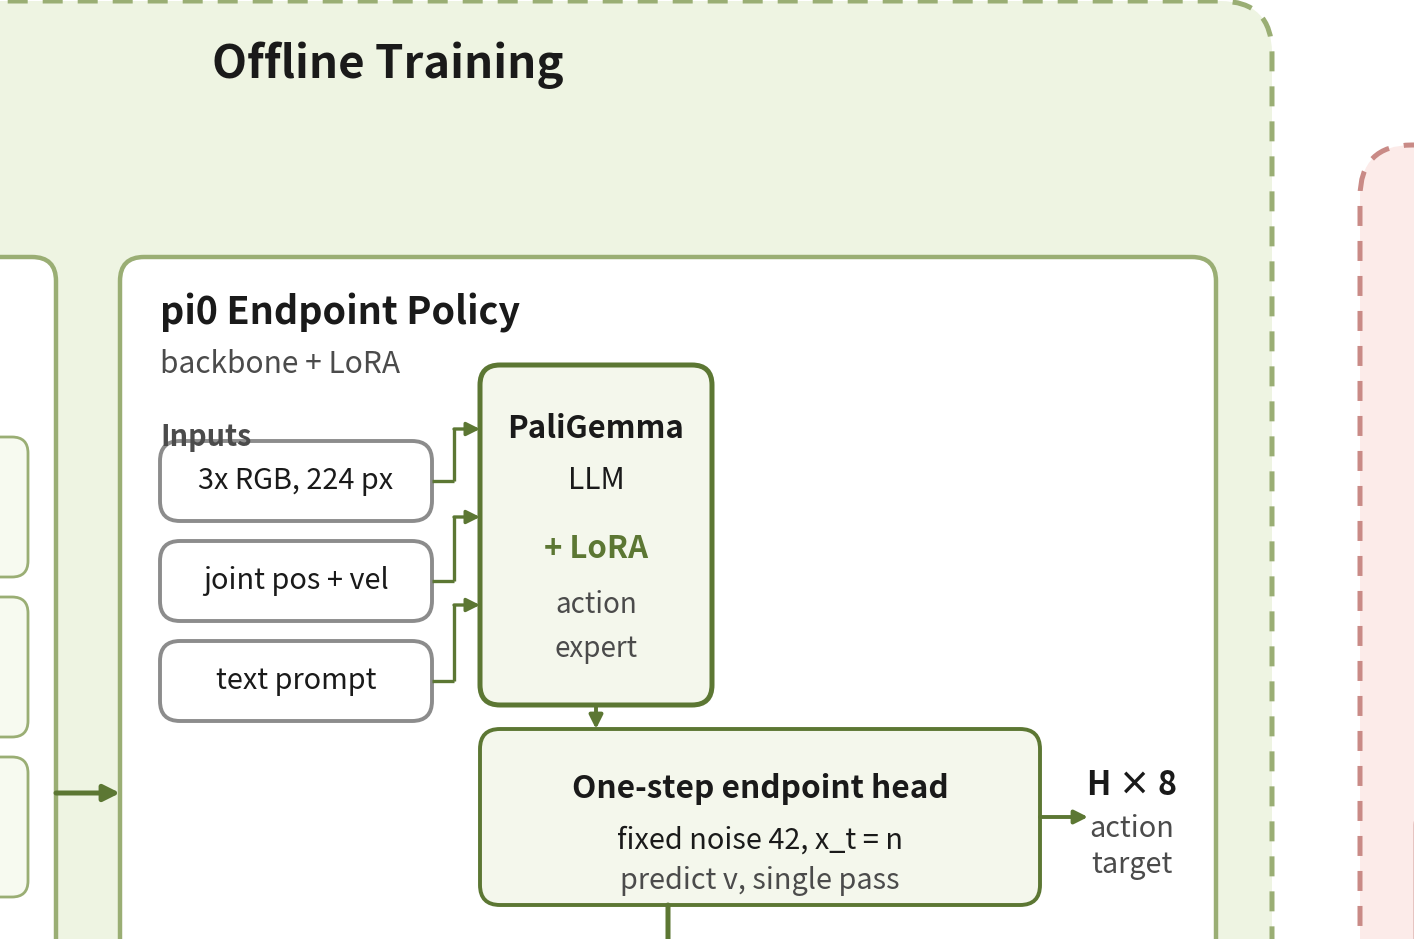 Offline Training
pi0 Endpoint Policy
backbone + LoRA
Inputs
3x RGB, 224 px
joint pos + vel
text prompt
PaliGemma
LLM
+ LoRA
action
expert
One-step endpoint head
fixed noise 42, x_t = n
predict v, single pass
H × 8
action
target